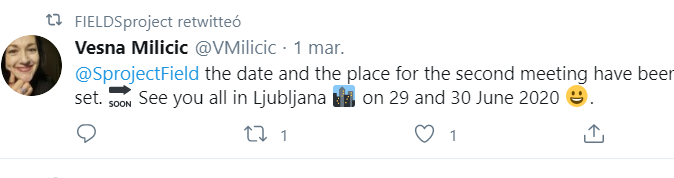 FIELDSproject retwitteó
Vesna Milicic @VMilicic · 1 mar.
@SprojectField the date and the place for the second meeting have been
set. 🔜 See you all in Ljubljana 🏙️ on 29 and 30 June 2020 😃.
1 1